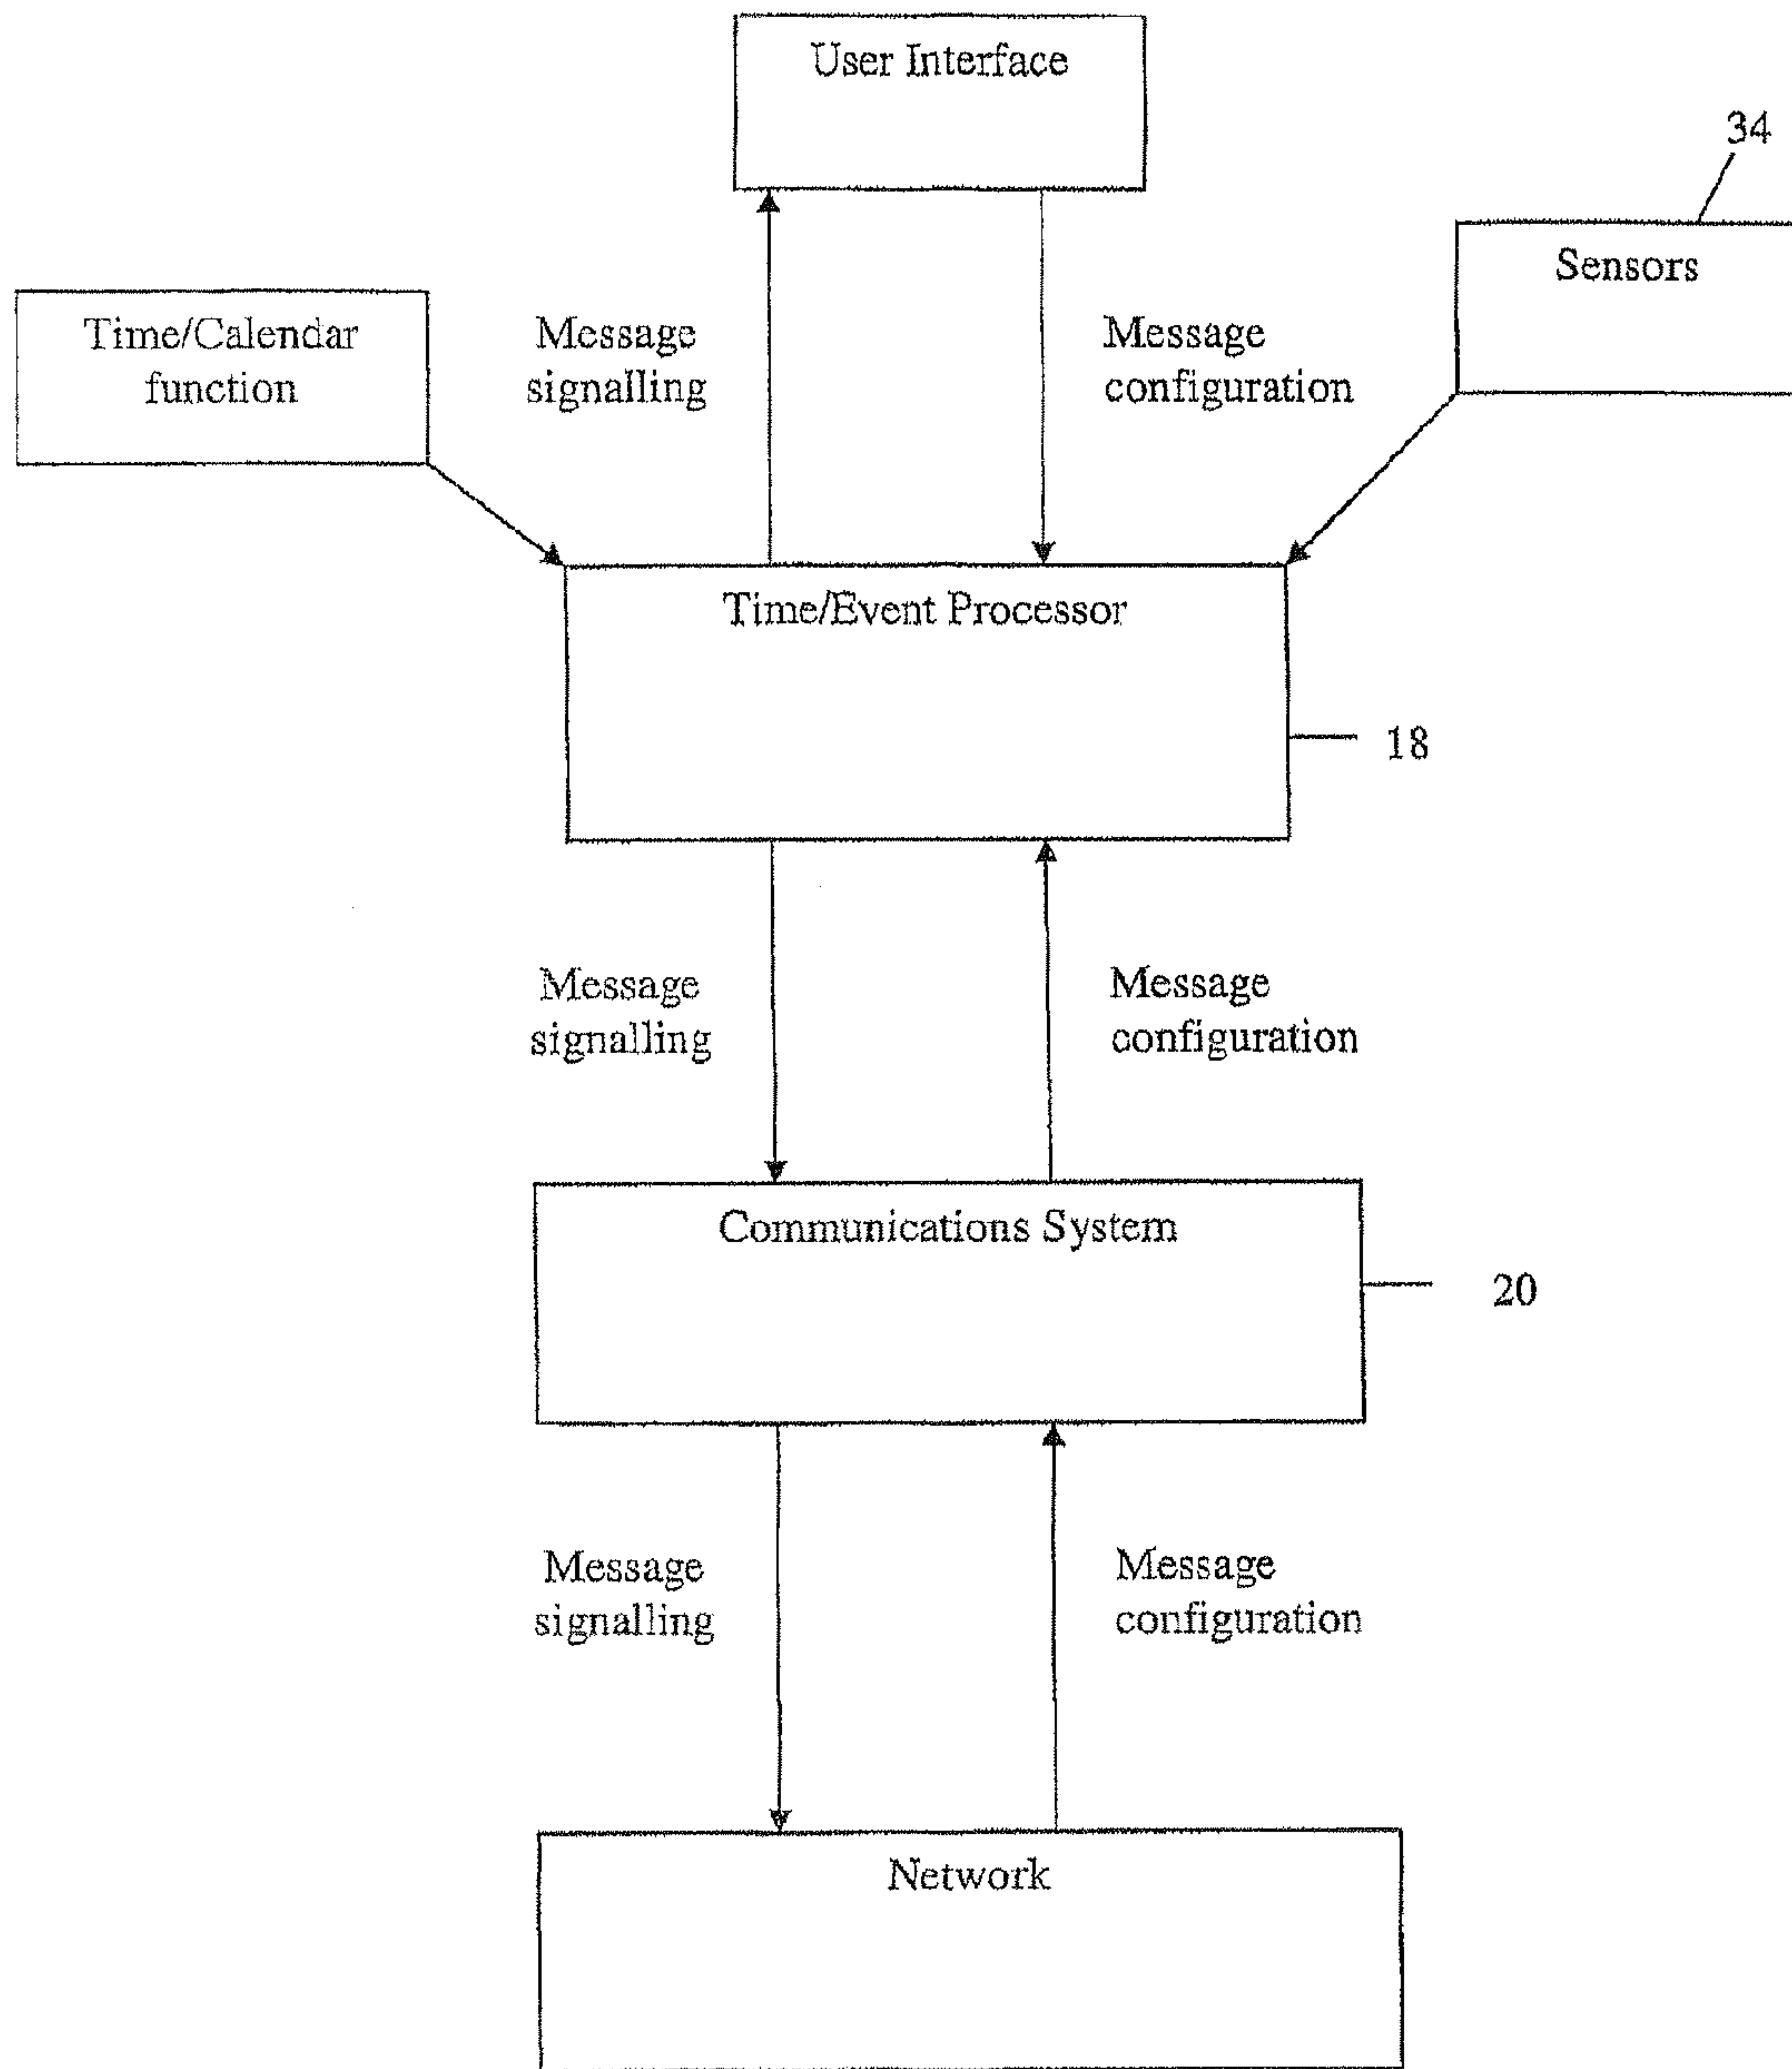 User Interface
34
Sensors
Time/Calendar
function
Message
signalling
Message
configuration
Time/Event Processor
18
Message
signalling
Message
configuration
Communications System
20
Message
signalling
Message
configuration
Network